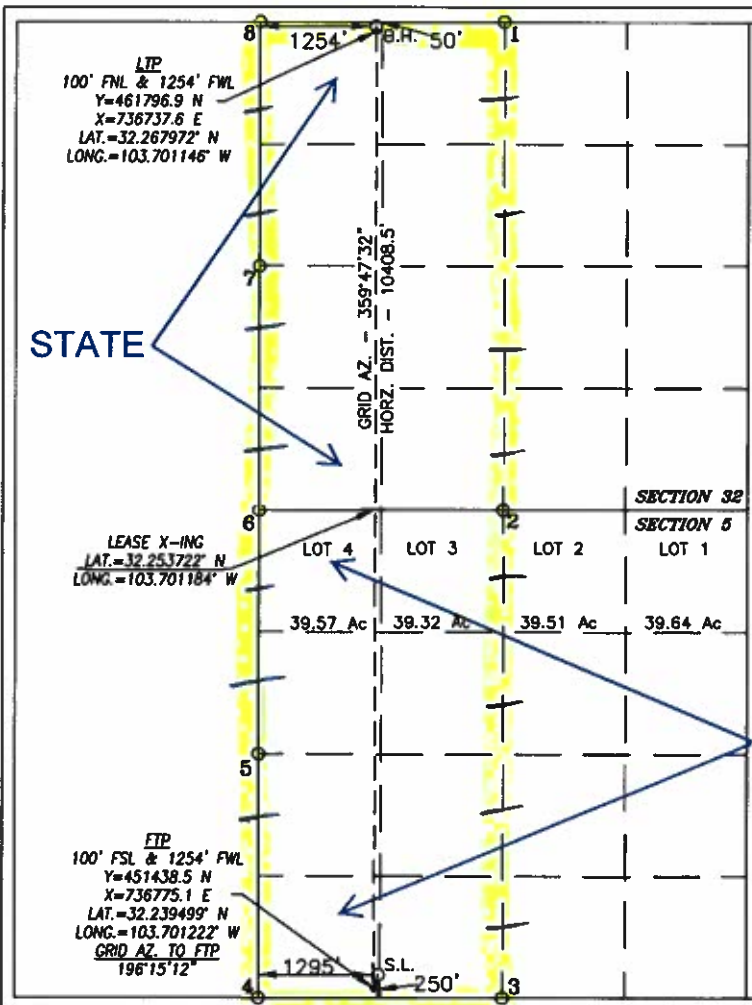 8
1254'
B.H.
50'
1
LTP
100' FNL & 1254' FWL
Y=461796.9 N
X=736737.6 E
LAT.=32.267972° N
LONG.=103.701146° W
7
STATE
GRID AZ. - 359°47'32"
HORZ. DIST. - 10408.5'
6
2
SECTION 32
SECTION 5
LEASE X-ING
LAT.=32.253722° N
LONG.=103.701184° W
LOT 4
LOT 3
LOT 2
LOT 1
39.57 Ac
39.32 Ac
39.51 Ac
39.64 Ac
5
FTP
100' FSL & 1254' FWL
Y=451438.5 N
X=736775.1 E
LAT.=32.239499° N
LONG.=103.701222° W
GRID AZ. TO FTP
196°15'12"
1295'
S.L.
250'
4
3